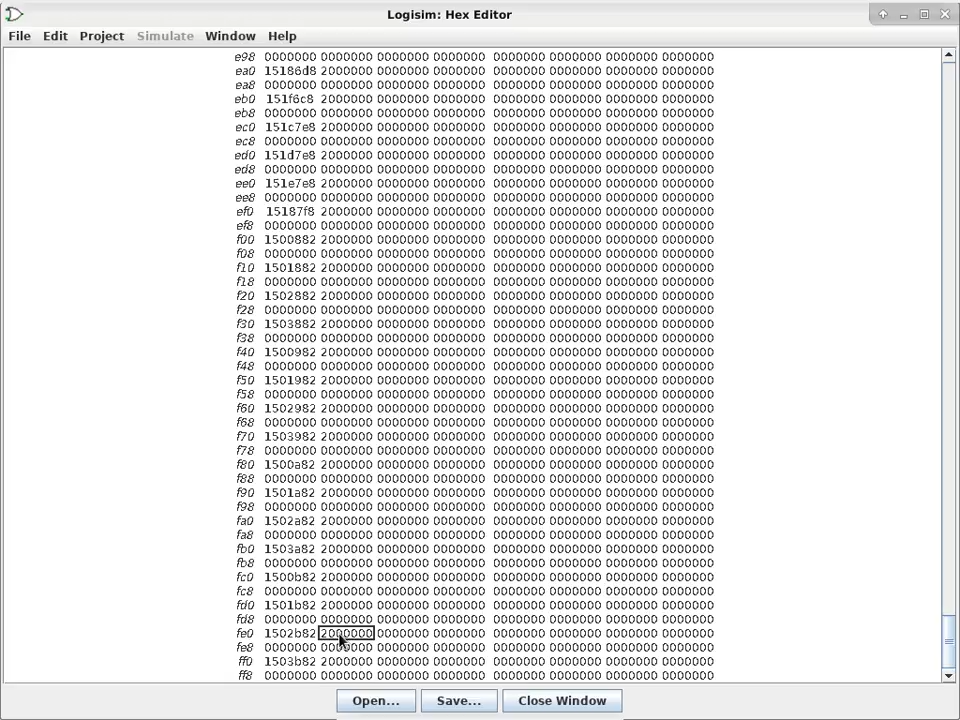 Logisim: Hex Editor
File Edit Project Simulate Window Help
e98 0000000 0000000 0000000 0000000 0000000 0000000 0000000 0000000
ea0 15186d8 2000000 0000000 0000000 0000000 0000000 0000000 0000000
ea8 0000000 0000000 0000000 0000000 0000000 0000000 0000000 0000000
eb0 151f6c8 2000000 0000000 0000000 0000000 0000000 0000000 0000000
eb8 0000000 0000000 0000000 0000000 0000000 0000000 0000000 0000000
ec0 151c7e8 2000000 0000000 0000000 0000000 0000000 0000000 0000000
ec8 0000000 0000000 0000000 0000000 0000000 0000000 0000000 0000000
ed0 151d7e8 2000000 0000000 0000000 0000000 0000000 0000000 0000000
ed8 0000000 0000000 0000000 0000000 0000000 0000000 0000000 0000000
ee0 151e7e8 2000000 0000000 0000000 0000000 0000000 0000000 0000000
ee8 0000000 0000000 0000000 0000000 0000000 0000000 0000000 0000000
ef0 15187f8 2000000 0000000 0000000 0000000 0000000 0000000 0000000
ef8 0000000 0000000 0000000 0000000 0000000 0000000 0000000 0000000
f00 1500882 2000000 0000000 0000000 0000000 0000000 0000000 0000000
f08 0000000 0000000 0000000 0000000 0000000 0000000 0000000 0000000
f10 1501882 2000000 0000000 0000000 0000000 0000000 0000000 0000000
f18 0000000 0000000 0000000 0000000 0000000 0000000 0000000 0000000
f20 1502882 2000000 0000000 0000000 0000000 0000000 0000000 0000000
f28 0000000 0000000 0000000 0000000 0000000 0000000 0000000 0000000
f30 1503882 2000000 0000000 0000000 0000000 0000000 0000000 0000000
f38 0000000 0000000 0000000 0000000 0000000 0000000 0000000 0000000
f40 1500982 2000000 0000000 0000000 0000000 0000000 0000000 0000000
f48 0000000 0000000 0000000 0000000 0000000 0000000 0000000 0000000
f50 1501982 2000000 0000000 0000000 0000000 0000000 0000000 0000000
f58 0000000 0000000 0000000 0000000 0000000 0000000 0000000 0000000
f60 1502982 2000000 0000000 0000000 0000000 0000000 0000000 0000000
f68 0000000 0000000 0000000 0000000 0000000 0000000 0000000 0000000
f70 1503982 2000000 0000000 0000000 0000000 0000000 0000000 0000000
f78 0000000 0000000 0000000 0000000 0000000 0000000 0000000 0000000
f80 1500a82 2000000 0000000 0000000 0000000 0000000 0000000 0000000
f88 0000000 0000000 0000000 0000000 0000000 0000000 0000000 0000000
f90 1501a82 2000000 0000000 0000000 0000000 0000000 0000000 0000000
f98 0000000 0000000 0000000 0000000 0000000 0000000 0000000 0000000
fa0 1502a82 2000000 0000000 0000000 0000000 0000000 0000000 0000000
fa8 0000000 0000000 0000000 0000000 0000000 0000000 0000000 0000000
fb0 1503a82 2000000 0000000 0000000 0000000 0000000 0000000 0000000
fb8 0000000 0000000 0000000 0000000 0000000 0000000 0000000 0000000
fc0 1500b82 2000000 0000000 0000000 0000000 0000000 0000000 0000000
fc8 0000000 0000000 0000000 0000000 0000000 0000000 0000000 0000000
fd0 1501b82 2000000 0000000 0000000 0000000 0000000 0000000 0000000
fd8 0000000 0000000 0000000 0000000 0000000 0000000 0000000 0000000
fe0 1502b82 2000000 0000000 0000000 0000000 0000000 0000000 0000000
fe8 0000000 0000000 0000000 0000000 0000000 0000000 0000000 0000000
ff0 1503b82 2000000 0000000 0000000 0000000 0000000 0000000 0000000
ff8 0000000 0000000 0000000 0000000 0000000 0000000 0000000 0000000
Open... Save... Close Window